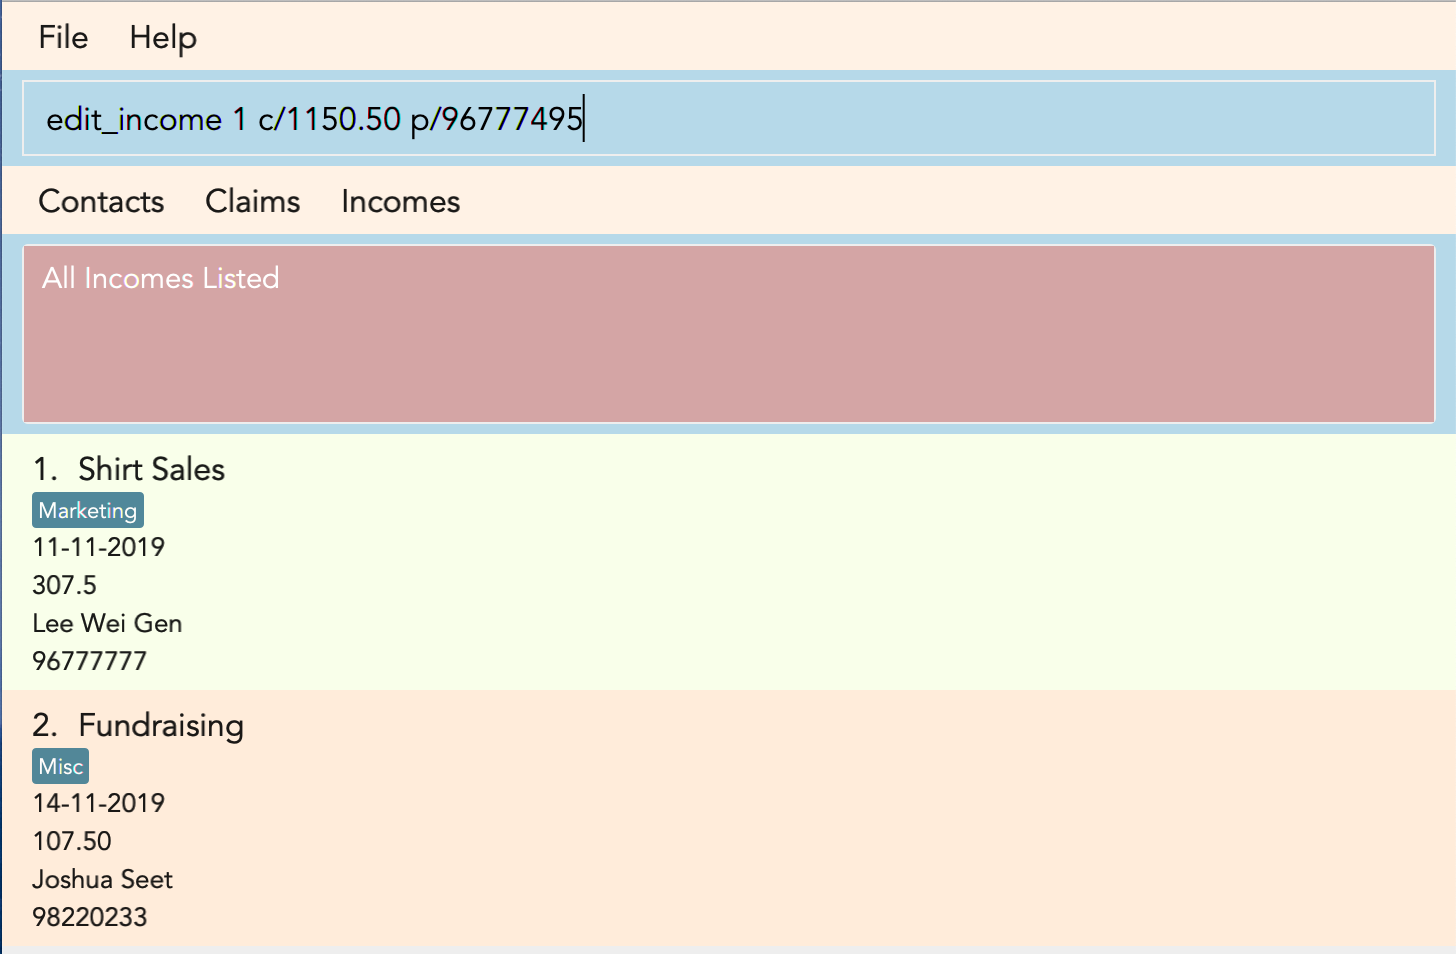 File Help
edit_income 1 c/1150.50 p/96777495
Contacts Claims Incomes
All Incomes Listed
1. Shirt Sales
Marketing
11-11-2019
307.5
Lee Wei Gen
96777777
2. Fundraising
Misc
14-11-2019
107.50
Joshua Seet
98220233